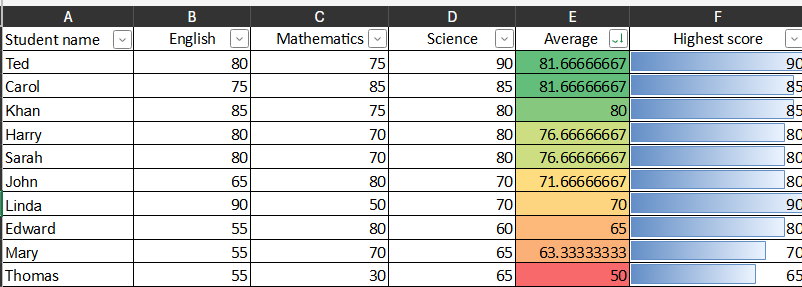 A B C D E F
Student name English Mathematics Science Average Highest score
Ted 80 75 90 81.66666667 90
Carol 75 85 85 81.66666667 85
Khan 85 75 80 80 85
Harry 80 70 80 76.66666667 80
Sarah 80 70 80 76.66666667 80
John 65 80 70 71.66666667 80
Linda 90 50 70 70 90
Edward 55 80 60 65 80
Mary 55 70 65 63.33333333 70
Thomas 55 30 65 50 65